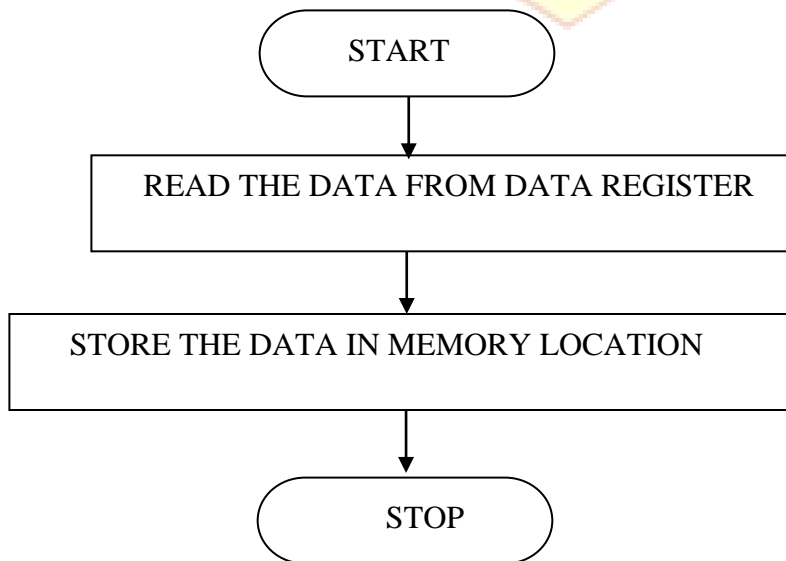 START
READ THE DATA FROM DATA REGISTER
STORE THE DATA IN MEMORY LOCATION
STOP